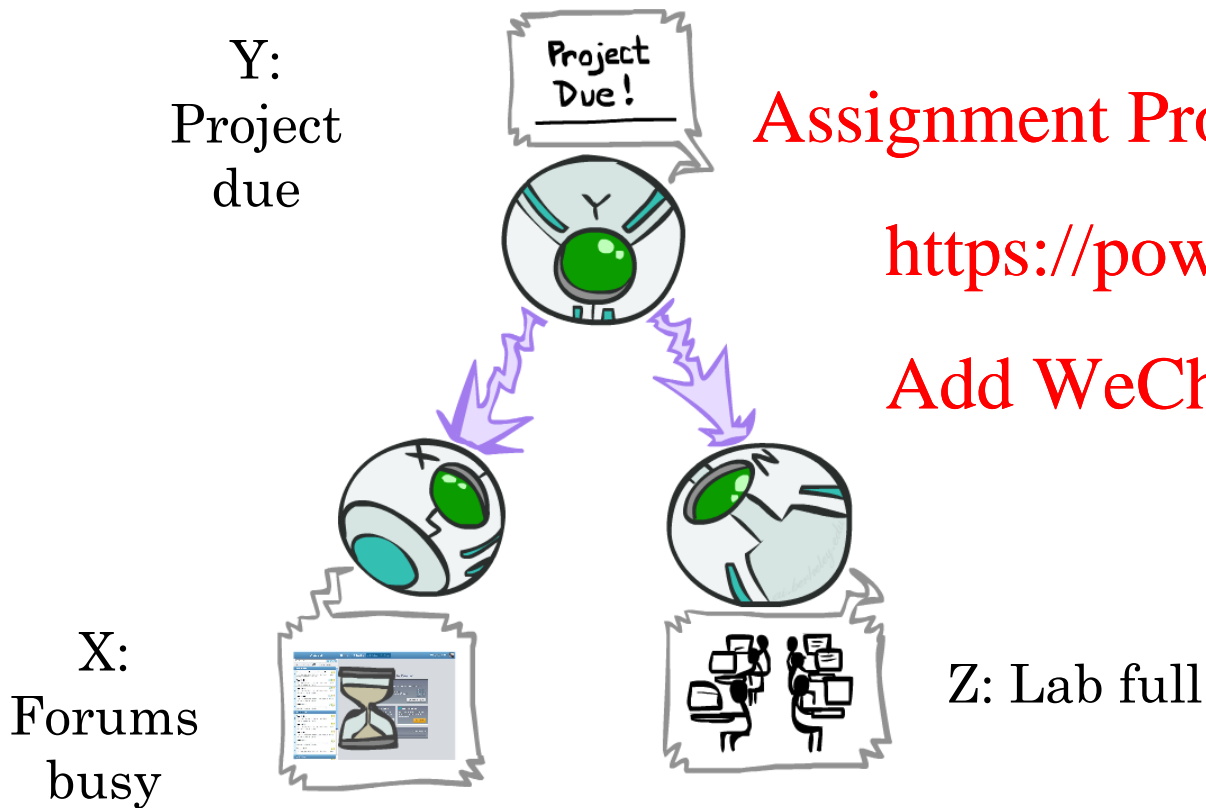 Y:
Project
due
Project
Due!
Assignment Pro
https://pow
Add WeCh
Y
X
Z
X:
Forums
busy
Z: Lab full